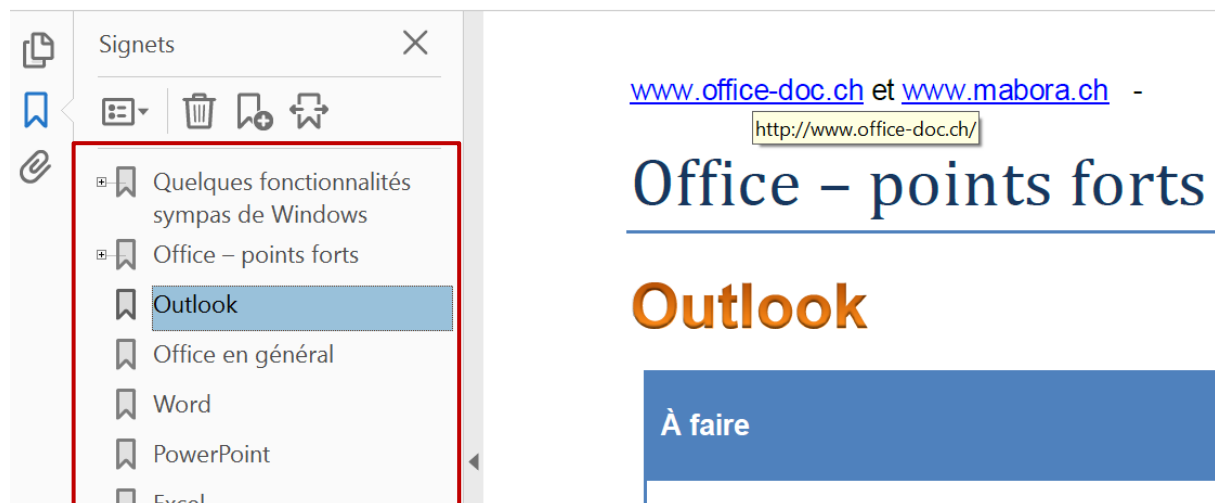 Signets
Quelques fonctionnalités
sympas de Windows
Office – points forts
Outlook
Office en général
Word
PowerPoint
Excel
www.office-doc.ch et www.mabora.ch -
http://www.office-doc.ch/
Office – points forts
Outlook
À faire